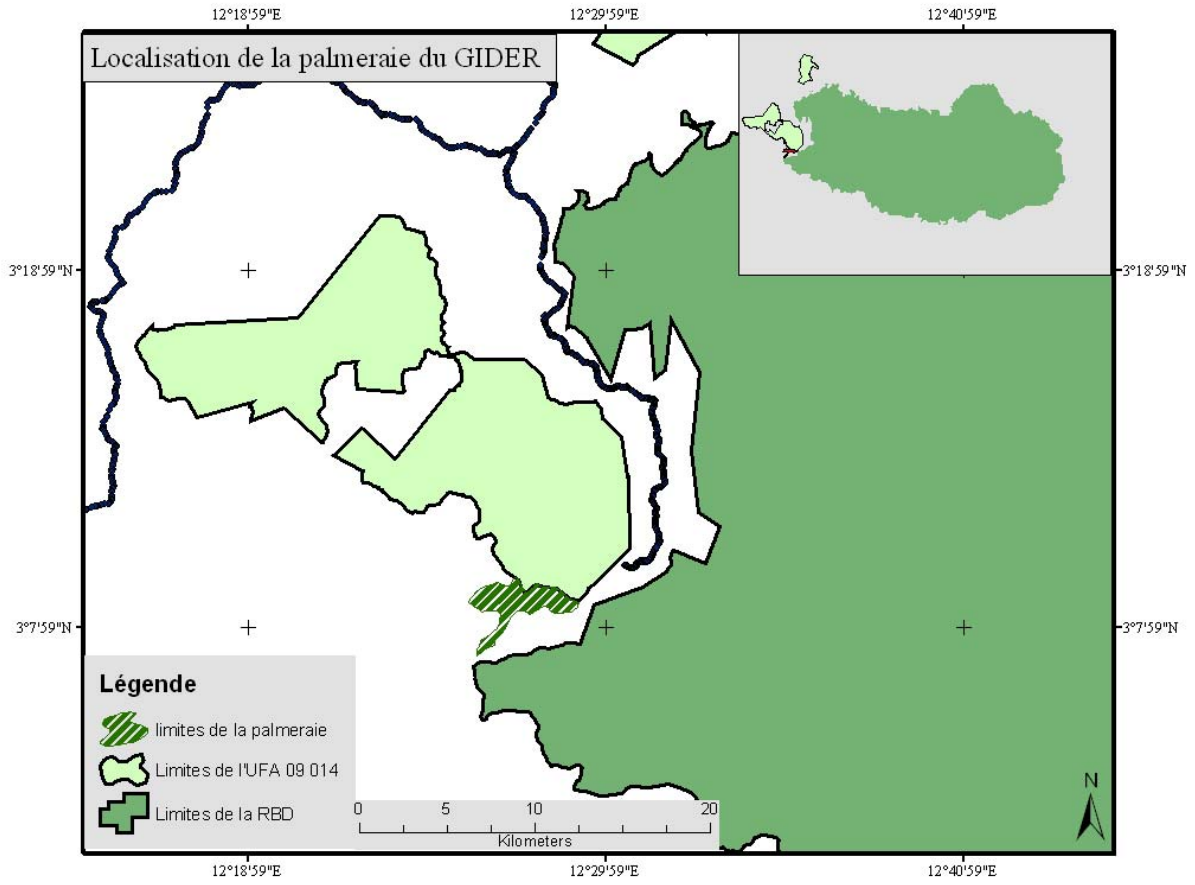 12°18'59"E 12°29'59"E 12°40'59"E
Localisation de la palmeraie du GIDER
3°18'59"N 3°18'59"N
3°7'59"N 3°7'59"N
Légende
limites de la palmeraie
Limites de l'UFA 09 014
Limites de la RBD
0 5 10 20
Kilometers
N
12°18'59"E 12°29'59"E 12°40'59"E